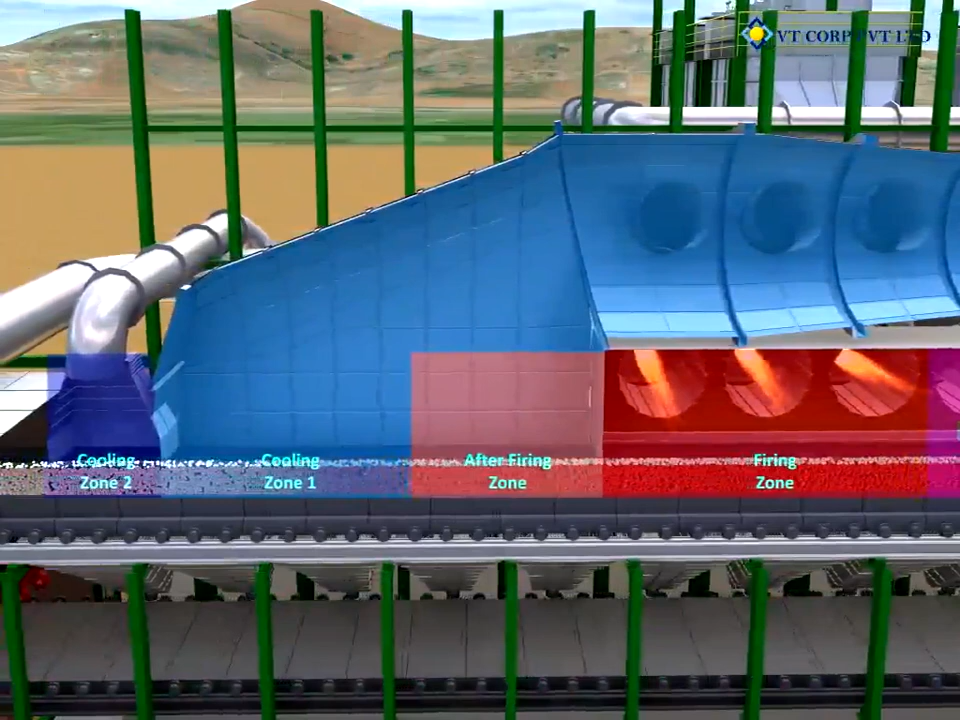 VT CORP PVT LTD
Cooling
Zone 2
Cooling
Zone 1
After Firing
Zone
Firing
Zone